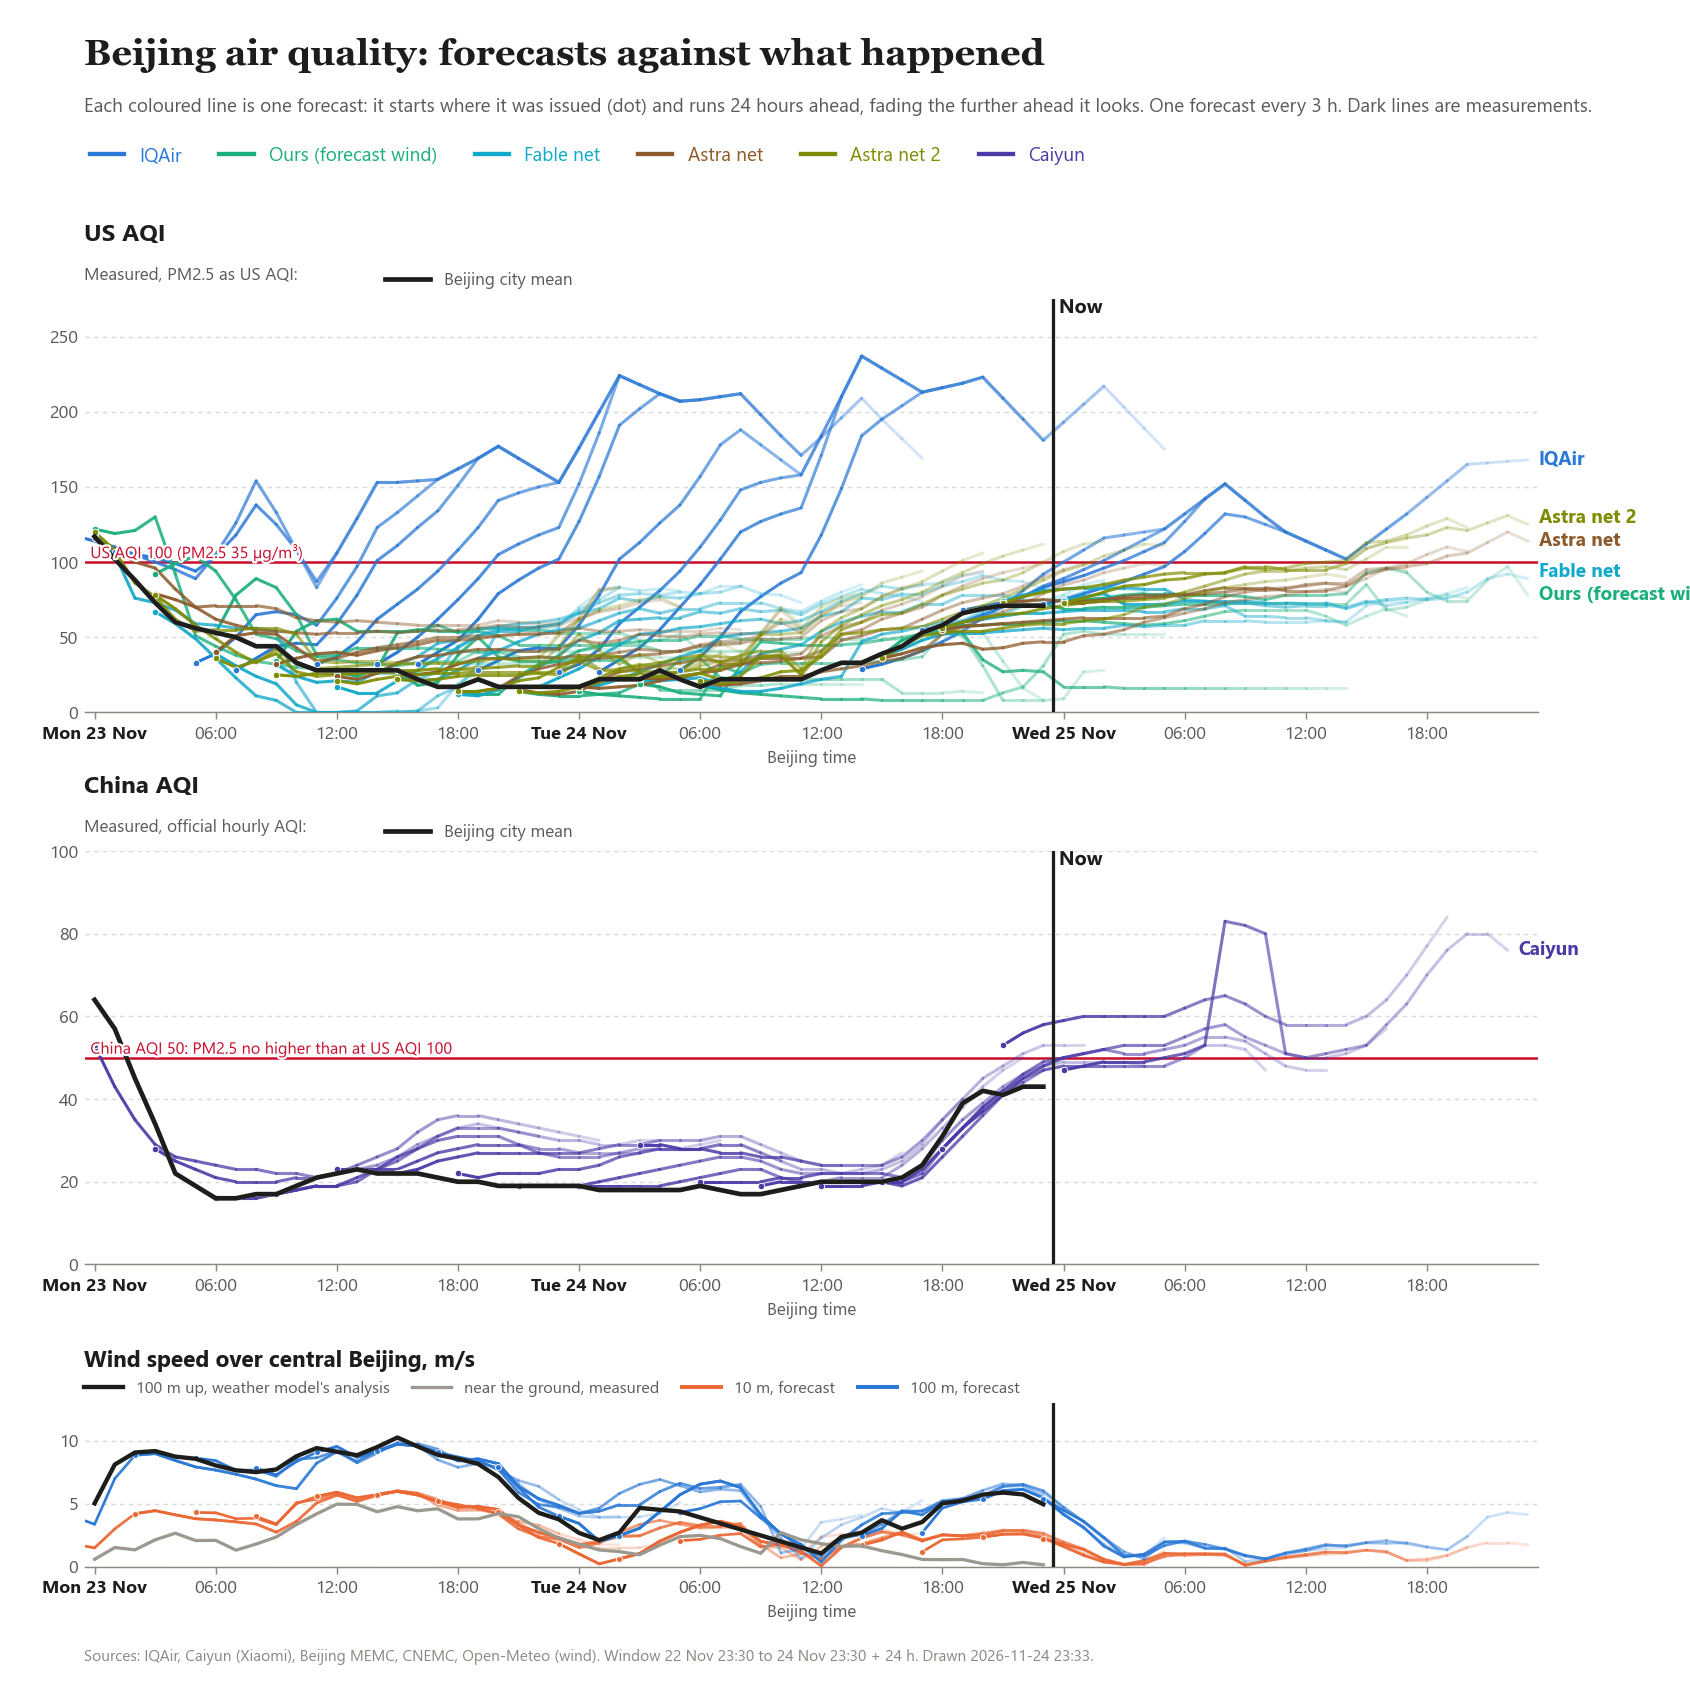 Beijing air quality: forecasts against what happened
Each coloured line is one forecast: it starts where it was issued (dot) and runs 24 hours ahead, fading the further ahead it looks. One forecast every 3 h. Dark lines are measurements.
IQAir Ours (forecast wind) Fable net Astra net Astra net 2 Caiyun
US AQI
Measured, PM2.5 as US AQI: Beijing city mean
Now
250
200
150
100
50
0
US AQI 100 (PM2.5 35 µg/m³)
IQAir
Astra net 2
Astra net
Fable net
Ours (forecast wi
Mon 23 Nov 06:00 12:00 18:00 Tue 24 Nov 06:00 12:00 18:00 Wed 25 Nov 06:00 12:00 18:00
Beijing time
China AQI
Measured, official hourly AQI: Beijing city mean
Now
100
80
60
40
20
0
China AQI 50: PM2.5 no higher than at US AQI 100
Caiyun
Mon 23 Nov 06:00 12:00 18:00 Tue 24 Nov 06:00 12:00 18:00 Wed 25 Nov 06:00 12:00 18:00
Beijing time
Wind speed over central Beijing, m/s
100 m up, weather model's analysis near the ground, measured 10 m, forecast 100 m, forecast
10
5
0
Mon 23 Nov 06:00 12:00 18:00 Tue 24 Nov 06:00 12:00 18:00 Wed 25 Nov 06:00 12:00 18:00
Beijing time
Sources: IQAir, Caiyun (Xiaomi), Beijing MEMC, CNEMC, Open-Meteo (wind). Window 22 Nov 23:30 to 24 Nov 23:30 + 24 h. Drawn 2026-11-24 23:33.